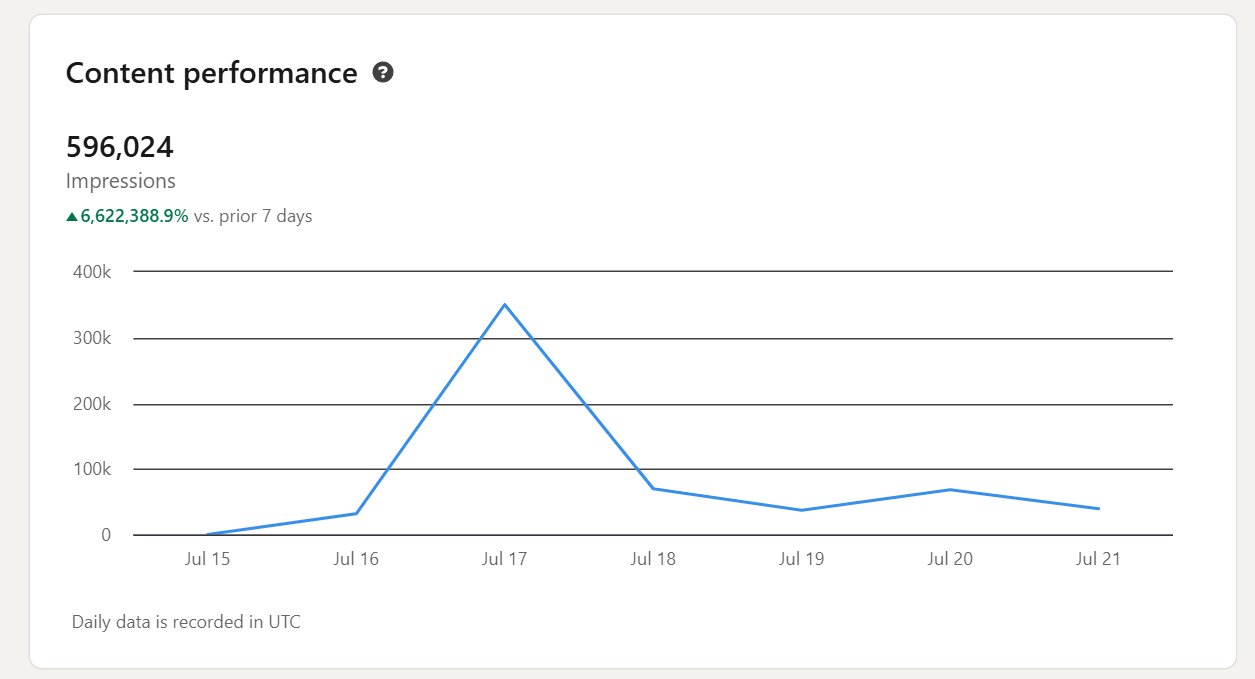 Content performance ?
596,024
Impressions
▲6,622,388.9% vs. prior 7 days
400k
300k
200k
100k
0
Jul 15 Jul 16 Jul 17 Jul 18 Jul 19 Jul 20 Jul 21
Daily data is recorded in UTC